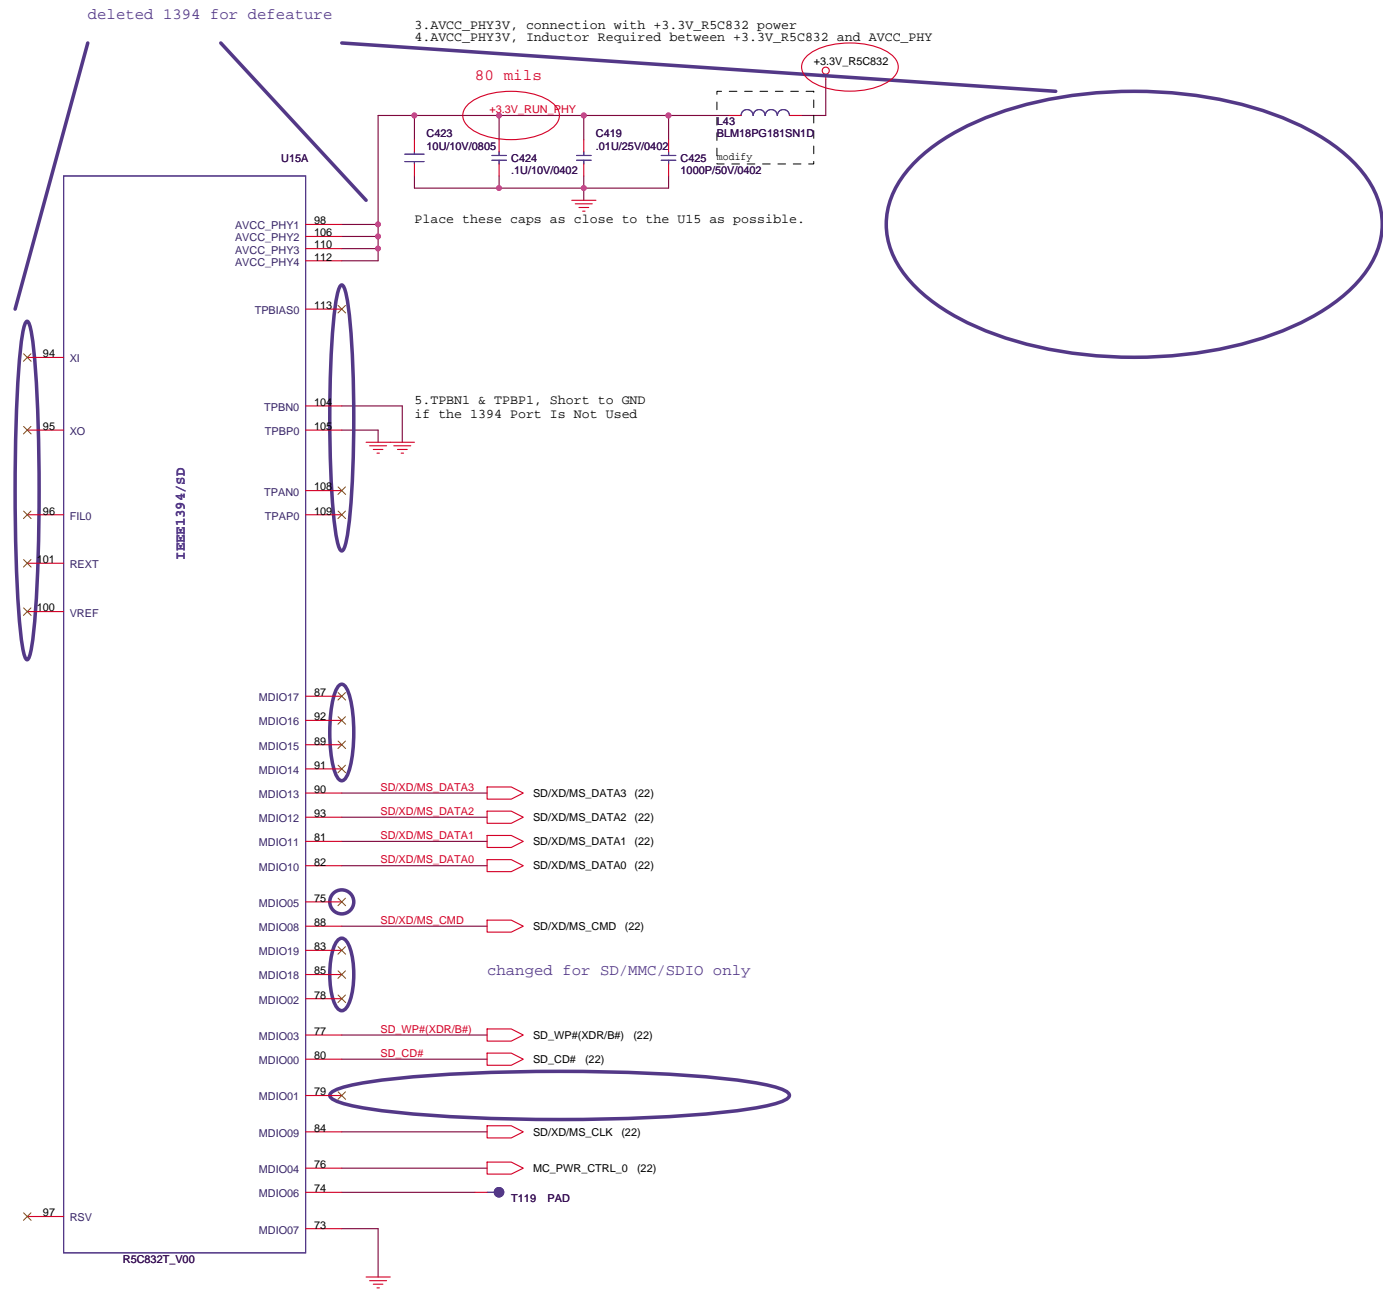 deleted 1394 for defeature
3.AVCC_PHY3V, connection with +3.3V_R5C832 power
4.AVCC_PHY3V, Inductor Required between +3.3V_R5C832 and AVCC_PHY
+3.3V_R5C832
80 mils
+3.3V_RUN_PHY
L43
BLM18PG181SN1D
modify
C423
10U/10V/0805
C424
.1U/10V/0402
C419
.01U/25V/0402
C425
1000P/50V/0402
U15A
Place these caps as close to the U15 as possible.
AVCC_PHY1 98
AVCC_PHY2 106
AVCC_PHY3 110
AVCC_PHY4 112
TPBIAS0 113
94 XI
5.TPBN1 & TPBP1, Short to GND
if the 1394 Port Is Not Used
TPBN0 104
95 XO
TPBP0 105
IEEE1394/SD
TPAN0 108
96 FIL0
TPAP0 109
101 REXT
100 VREF
MDIO17 87
MDIO16 92
MDIO15 89
MDIO14 91
MDIO13 90 SD/XD/MS_DATA3 SD/XD/MS_DATA3 (22)
MDIO12 93 SD/XD/MS_DATA2 SD/XD/MS_DATA2 (22)
MDIO11 81 SD/XD/MS_DATA1 SD/XD/MS_DATA1 (22)
MDIO10 82 SD/XD/MS_DATA0 SD/XD/MS_DATA0 (22)
MDIO05 75
MDIO08 88 SD/XD/MS_CMD SD/XD/MS_CMD (22)
MDIO19 83
MDIO18 85
changed for SD/MMC/SDIO only
MDIO02 78
MDIO03 77 SD_WP#(XDR/B#) SD_WP#(XDR/B#) (22)
MDIO00 80 SD_CD# SD_CD# (22)
MDIO01 79
MDIO09 84 SD/XD/MS_CLK (22)
MDIO04 76 MC_PWR_CTRL_0 (22)
MDIO06 74 T119 PAD
97 RSV
MDIO07 73
R5C832T_V00